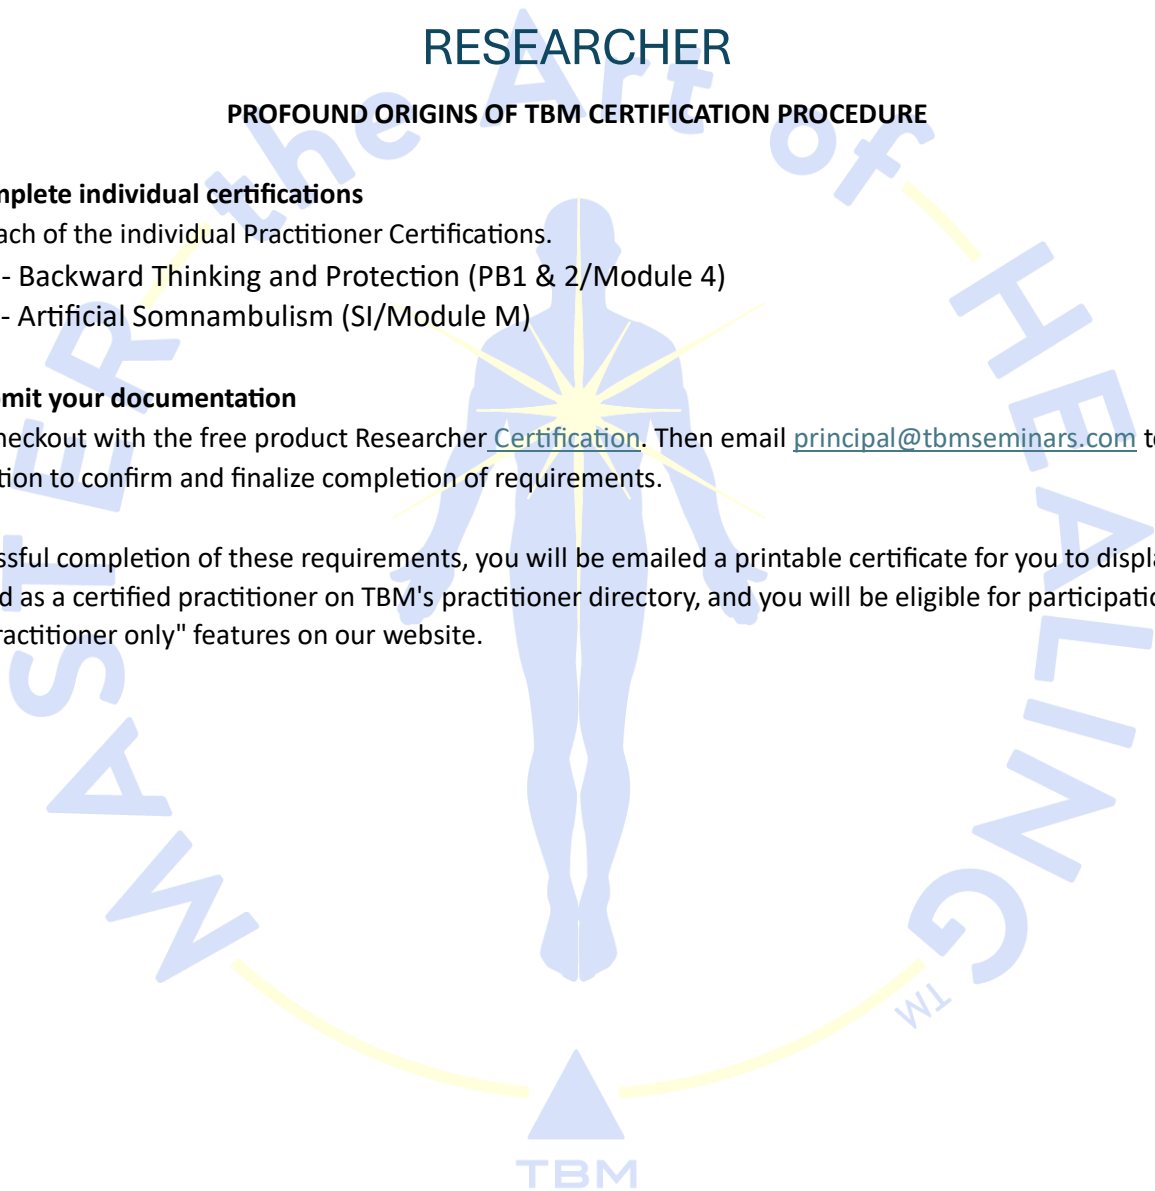 RESEARCHER
PROFOUND ORIGINS OF TBM CERTIFICATION PROCEDURE
mplete individual certifications
ach of the individual Practitioner Certifications.
- Backward Thinking and Protection (PB1 & 2/Module 4)
- Artificial Somnambulism (SI/Module M)
mit your documentation
heckout with the free product Researcher Certification. Then email principal@tbmseminars.com t
tion to confirm and finalize completion of requirements.
ssful completion of these requirements, you will be emailed a printable certificate for you to displa
d as a certified practitioner on TBM's practitioner directory, and you will be eligible for participatio
ractitioner only" features on our website.
MASTER the Art of HEALING TM
TBM